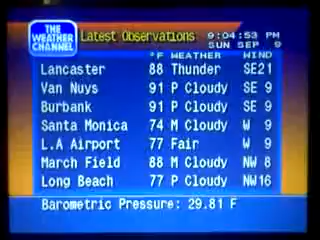 THE
WEATHER
CHANNEL
Latest Observations 9:04:53 PM
SUN SEP 9
°F WEATHER WIND
Lancaster 88 Thunder SE21
Van Nuys 91 P Cloudy SE 9
Burbank 91 P Cloudy SE 9
Santa Monica 74 M Cloudy W 9
L.A Airport 77 Fair W 9
March Field 88 M Cloudy NW 8
Long Beach 77 P Cloudy NW16
Barometric Pressure: 29.81 F